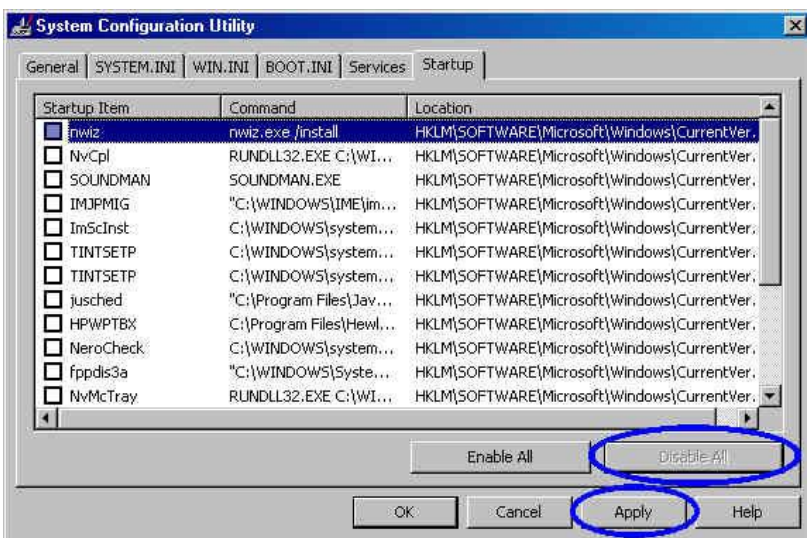 System Configuration Utility
General SYSTEM.INI WIN.INI BOOT.INI Services Startup
Startup Item Command Location
nwiz nwiz.exe /install HKLM\SOFTWARE\Microsoft\Windows\CurrentVer.
NvCpl RUNDLL32.EXE C:\WI... HKLM\SOFTWARE\Microsoft\Windows\CurrentVer.
SOUNDMAN SOUNDMAN.EXE HKLM\SOFTWARE\Microsoft\Windows\CurrentVer.
IMJPMIG "C:\WINDOWS\IME\im... HKLM\SOFTWARE\Microsoft\Windows\CurrentVer.
ImScInst C:\WINDOWS\system... HKLM\SOFTWARE\Microsoft\Windows\CurrentVer.
TINTSETP C:\WINDOWS\system... HKLM\SOFTWARE\Microsoft\Windows\CurrentVer.
TINTSETP C:\WINDOWS\system... HKLM\SOFTWARE\Microsoft\Windows\CurrentVer.
jusched "C:\Program Files\Jav... HKLM\SOFTWARE\Microsoft\Windows\CurrentVer.
HPWPTBX C:\Program Files\Hewl... HKLM\SOFTWARE\Microsoft\Windows\CurrentVer.
NeroCheck C:\WINDOWS\system... HKLM\SOFTWARE\Microsoft\Windows\CurrentVer.
fppdis3a "C:\WINDOWS\Syste... HKLM\SOFTWARE\Microsoft\Windows\CurrentVer.
NvMcTray RUNDLL32.EXE C:\WI... HKLM\SOFTWARE\Microsoft\Windows\CurrentVer.
Enable All Disable All
OK Cancel Apply Help